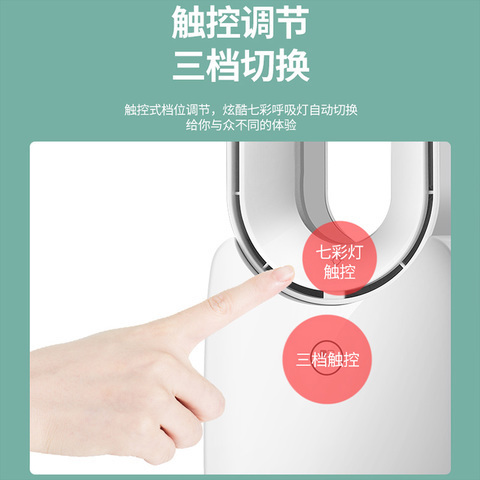 触控调节
三档切换
触控式档位调节，炫酷七彩呼吸灯自动切换
给你与众不同的体验
七彩灯
触控
三档触控